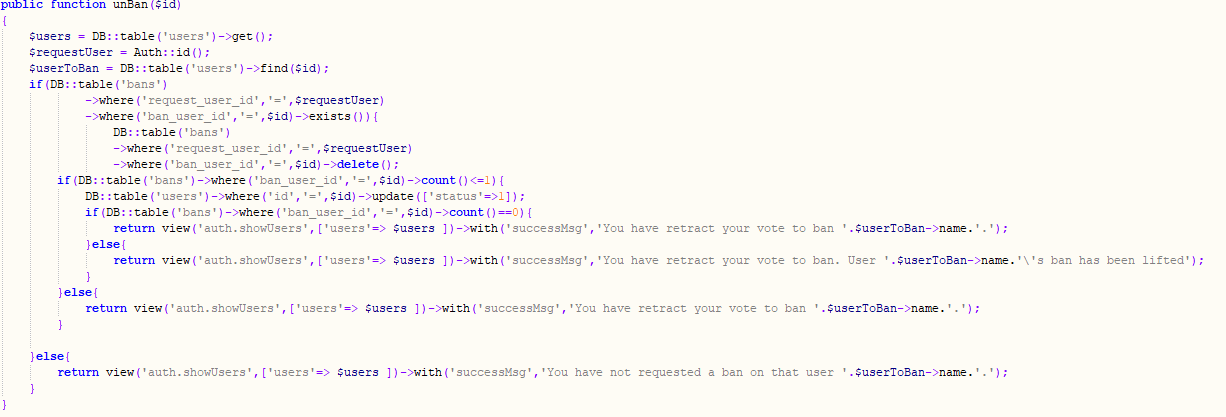 public function unBan($id)
{
$users = DB::table('users')->get();
$requestUser = Auth::id();
$userToBan = DB::table('users')->find($id);
if(DB::table('bans')
->where('request_user_id','=',$requestUser)
->where('ban_user_id','=',$id)->exists()){
DB::table('bans')
->where('request_user_id','=',$requestUser)
->where('ban_user_id','=',$id)->delete();
if(DB::table('bans')->where('ban_user_id','=',$id)->count()<=1){
DB::table('users')->where('id','=',$id)->update(['status'=>1]);
if(DB::table('bans')->where('ban_user_id','=',$id)->count()==0){
return view('auth.showUsers',['users'=> $users ])->with('successMsg','You have retract your vote to ban '.$userToBan->name.'.');
}else{
return view('auth.showUsers',['users'=> $users ])->with('successMsg','You have retract your vote to ban. User '.$userToBan->name.'\'s ban has been lifted');
}
}else{
return view('auth.showUsers',['users'=> $users ])->with('successMsg','You have retract your vote to ban '.$userToBan->name.'.');
}
}else{
return view('auth.showUsers',['users'=> $users ])->with('successMsg','You have not requested a ban on that user '.$userToBan->name.'.');
}
}